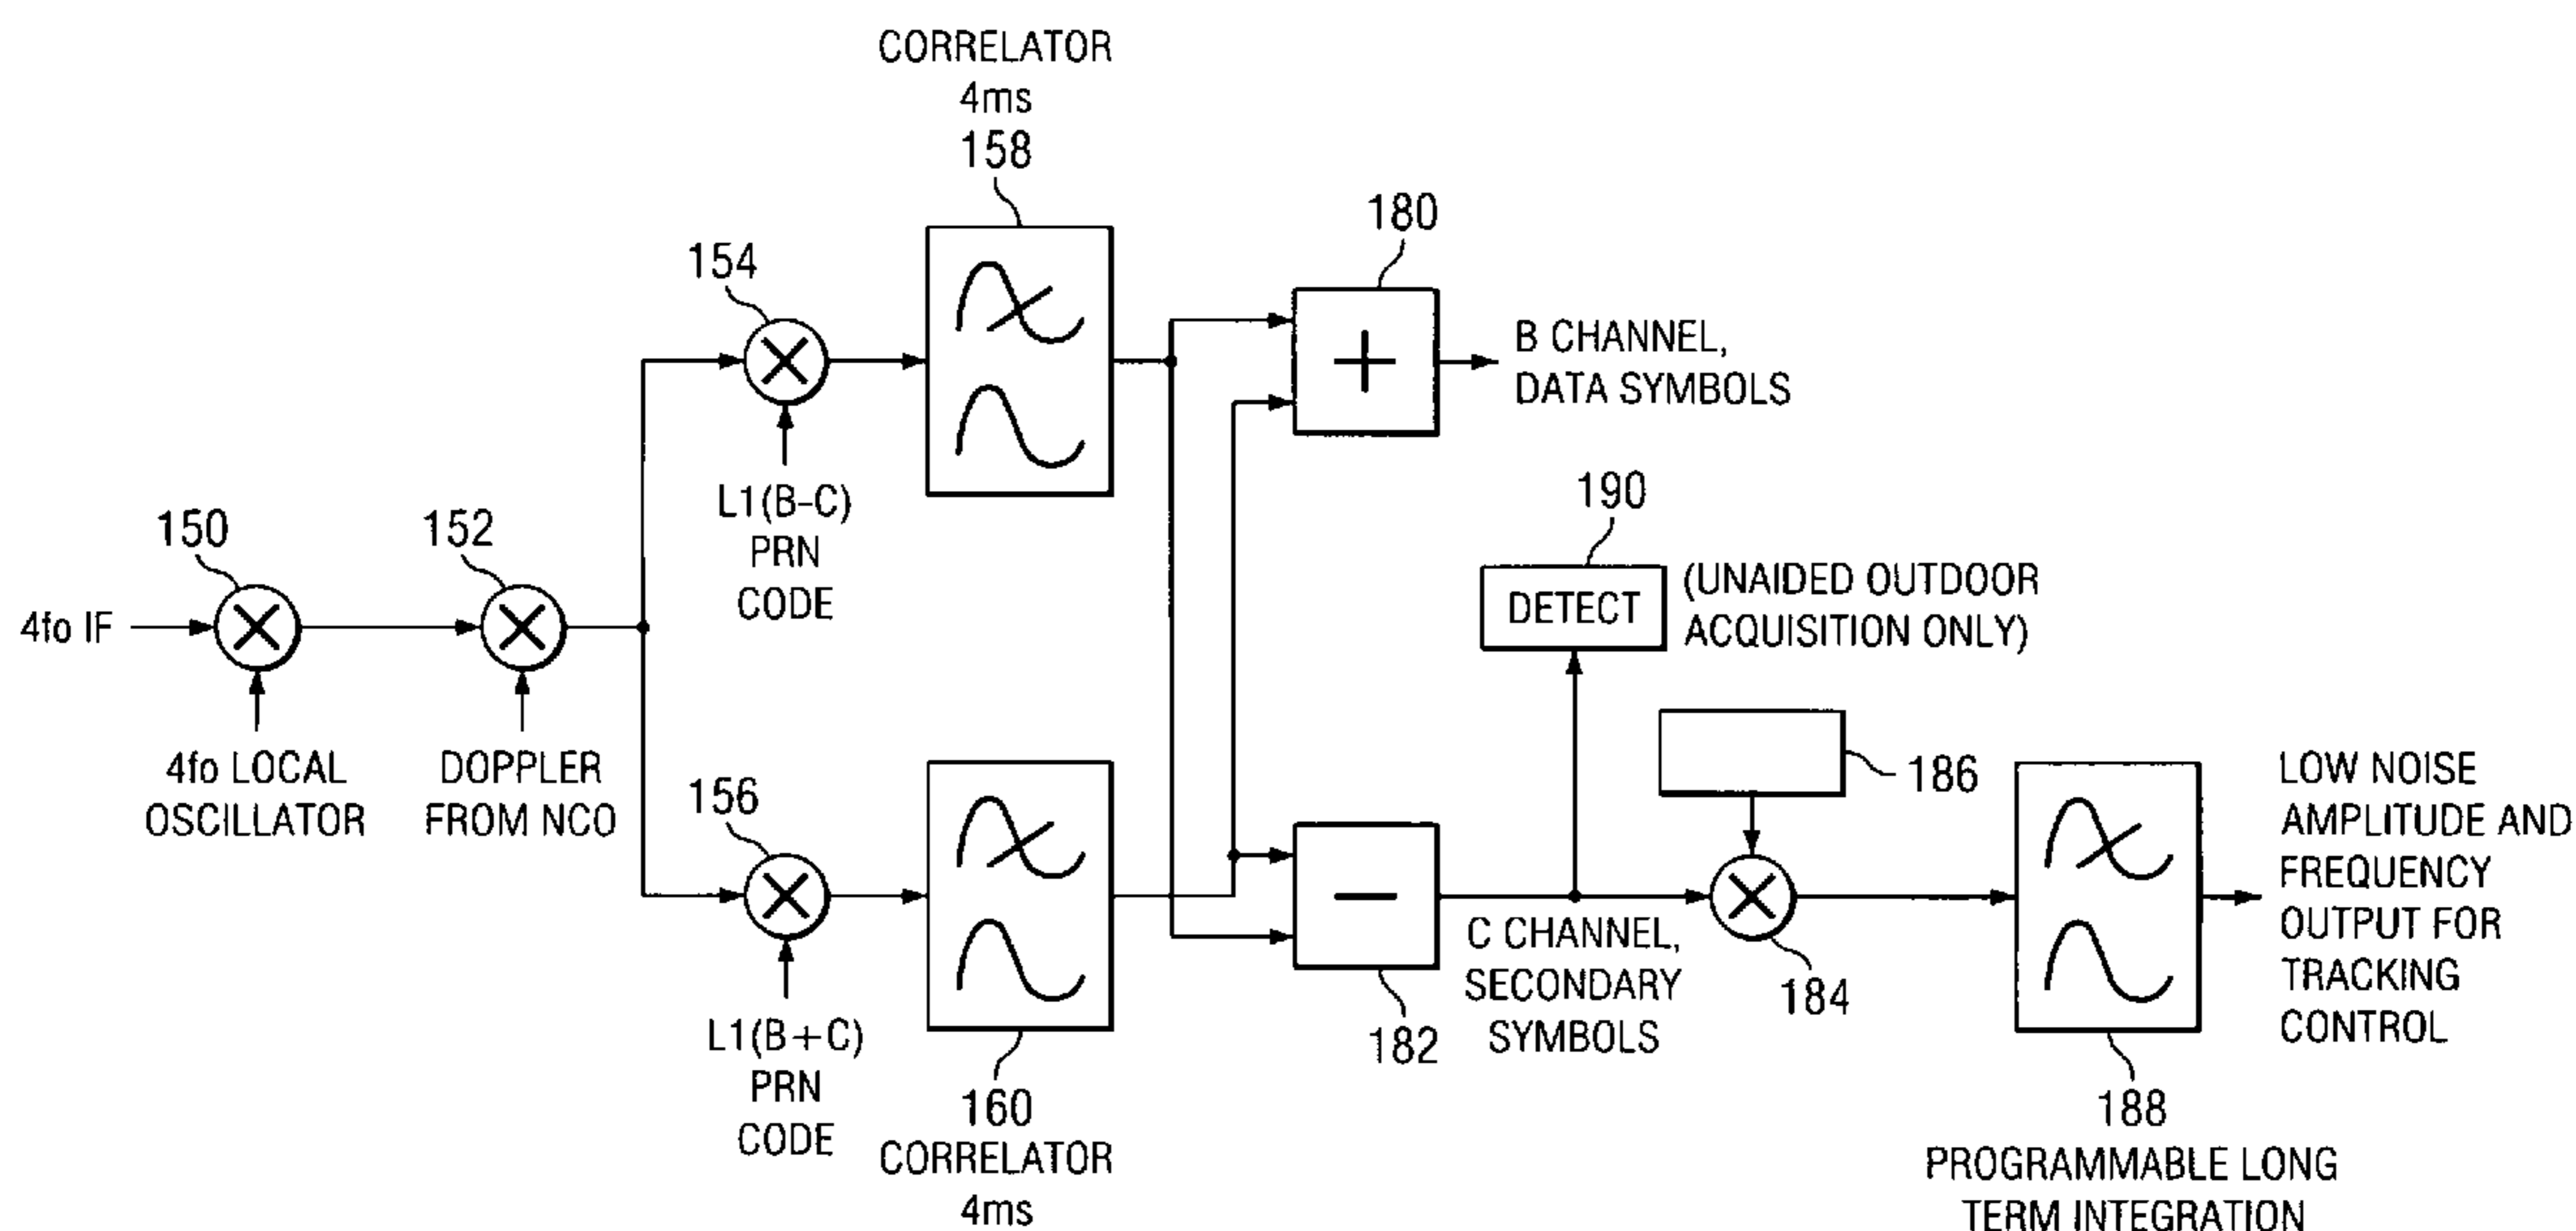 CORRELATOR
4ms
158
180
154
B CHANNEL,
DATA SYMBOLS
L1(B-C)
PRN
CODE
190
DETECT
(UNAIDED OUTDOOR
ACQUISITION ONLY)
150
152
4fo IF
4fo LOCAL
OSCILLATOR
DOPPLER
FROM NCO
156
186
LOW NOISE
AMPLITUDE AND
FREQUENCY
OUTPUT FOR
TRACKING
CONTROL
C CHANNEL,
SECONDARY
SYMBOLS
184
182
L1(B+C)
PRN
CODE
160
CORRELATOR
4ms
188
PROGRAMMABLE LONG
TERM INTEGRATION